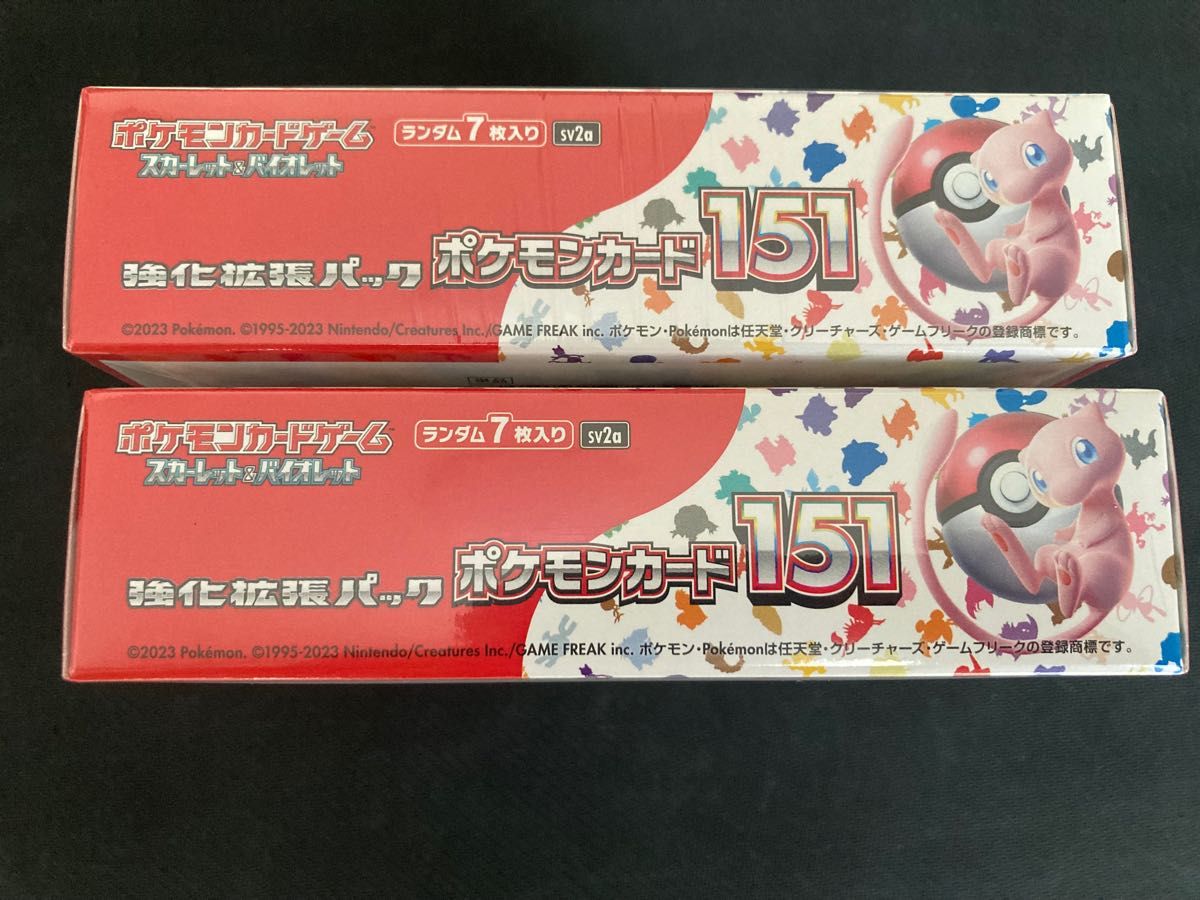 ポケモンカードゲーム™ ランダム7枚入り sv2a
スカーレット&バイオレット
強化拡張パック ポケモンカード151
©2023 Pokémon. ©1995-2023 Nintendo/Creatures Inc./GAME FREAK inc. ポケモン・Pokémonは任天堂・クリーチャーズ・ゲームフリークの登録商標です。
ポケモンカードゲーム™ ランダム7枚入り sv2a
スカーレット&バイオレット
強化拡張パック ポケモンカード151
©2023 Pokémon. ©1995-2023 Nintendo/Creatures Inc./GAME FREAK inc. ポケモン・Pokémonは任天堂・クリーチャーズ・ゲームフリークの登録商標です。